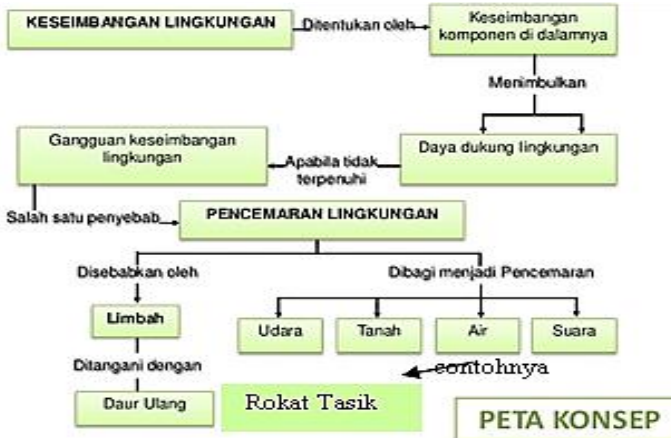 KESEIMBANGAN LINGKUNGAN
Ditentukan oleh
Keseimbangan
komponen di dalamnya
Menimbulkan
Daya dukung lingkungan
Apabila tidak
terpenuhi
Gangguan keseimbangan
lingkungan
Salah satu penyebab
PENCEMARAN LINGKUNGAN
Disebabkan oleh
Dibagi menjadi Pencemaran
Limbah
Udara
Tanah
Air
Suara
Ditangani dengan
contohnya
Daur Ulang
Rokat Tasik
PETA KONSEP